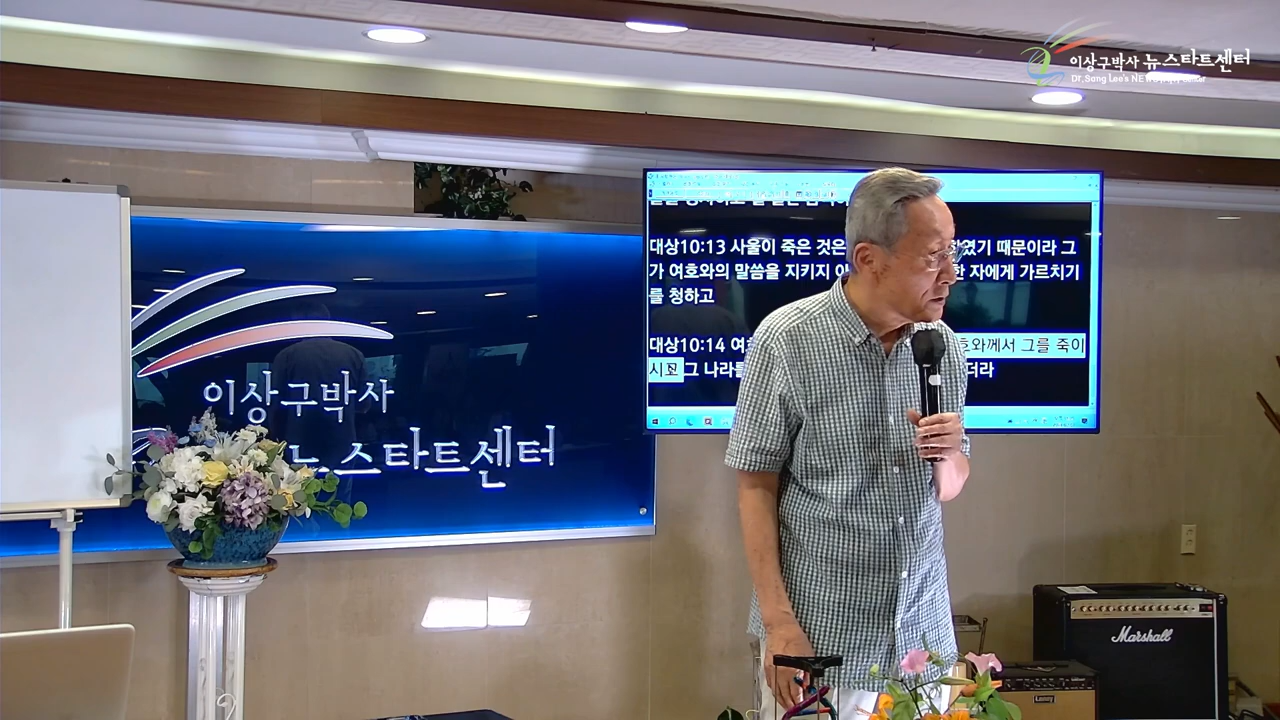 이상구박사 뉴스타트센터
Dr.Sang Lee's NEWSTART Center
대상10:13 사울이 죽은 것은 였기 때문이라 그
가 여호와의 말씀을 지키지 한 자에게 가르치기
를 청하고
대상10:14 호와께서 그를 죽이
시꼬 그 나라를 더라
이상구박사
뉴스타트센터
Marshall
Laney